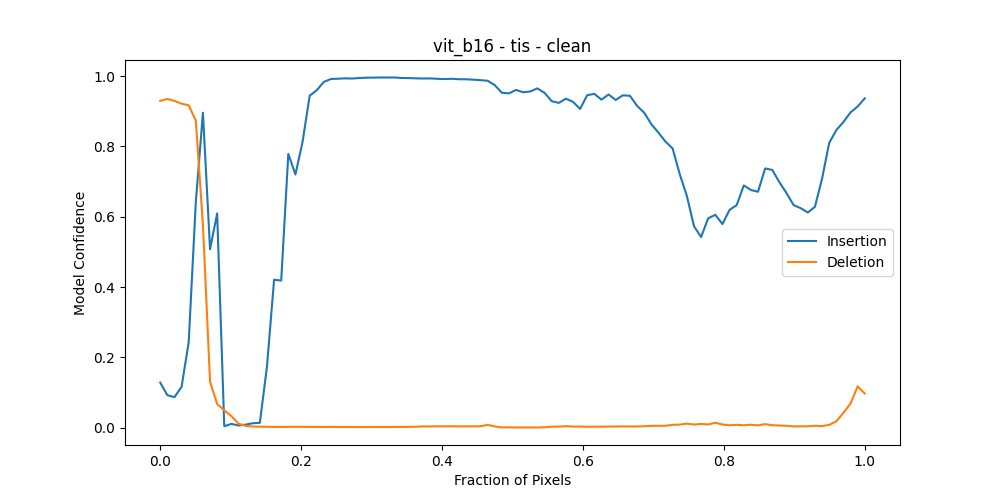 vit_b16 - tis - clean
1.0
0.8
0.6
0.4
0.2
0.0
Model Confidence
Insertion
Deletion
0.0 0.2 0.4 0.6 0.8 1.0
Fraction of Pixels